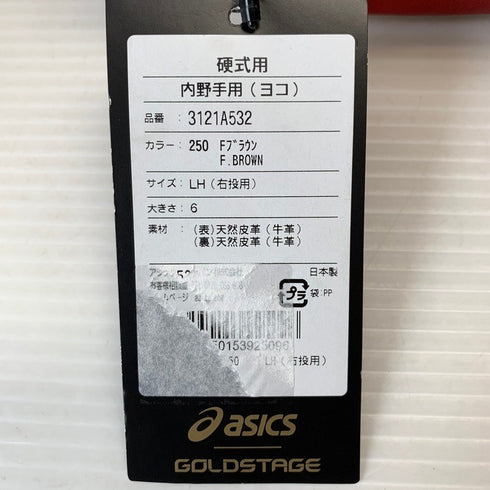 硬式用
内野手用(ヨコ)
品番 : 3121A532
カラー : 250 Fブラウン
F.BROWN
サイズ : LH(右投用)
大きさ : 6
素材 : (表)天然皮革(牛革)
(裏)天然皮革(牛革)
日本製
プラ 袋:PP
LH(右投用)
asics
GOLDSTAGE